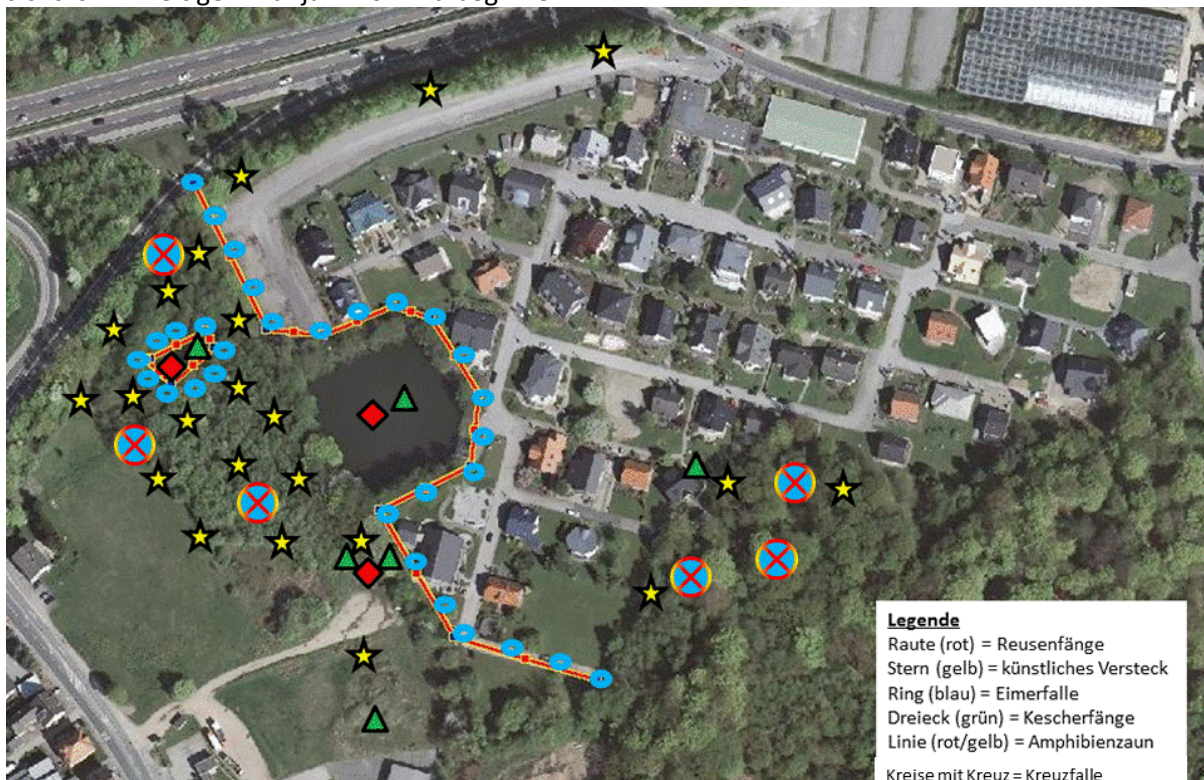 Legende
Raute (rot) = Reusenfänge
Stern (gelb) = künstliches Versteck
Ring (blau) = Eimerfalle
Dreieck (grün) = Kescherfänge
Linie (rot/gelb) = Amphibienzaun
Kreise mit Kreuz = Kreuzfalle